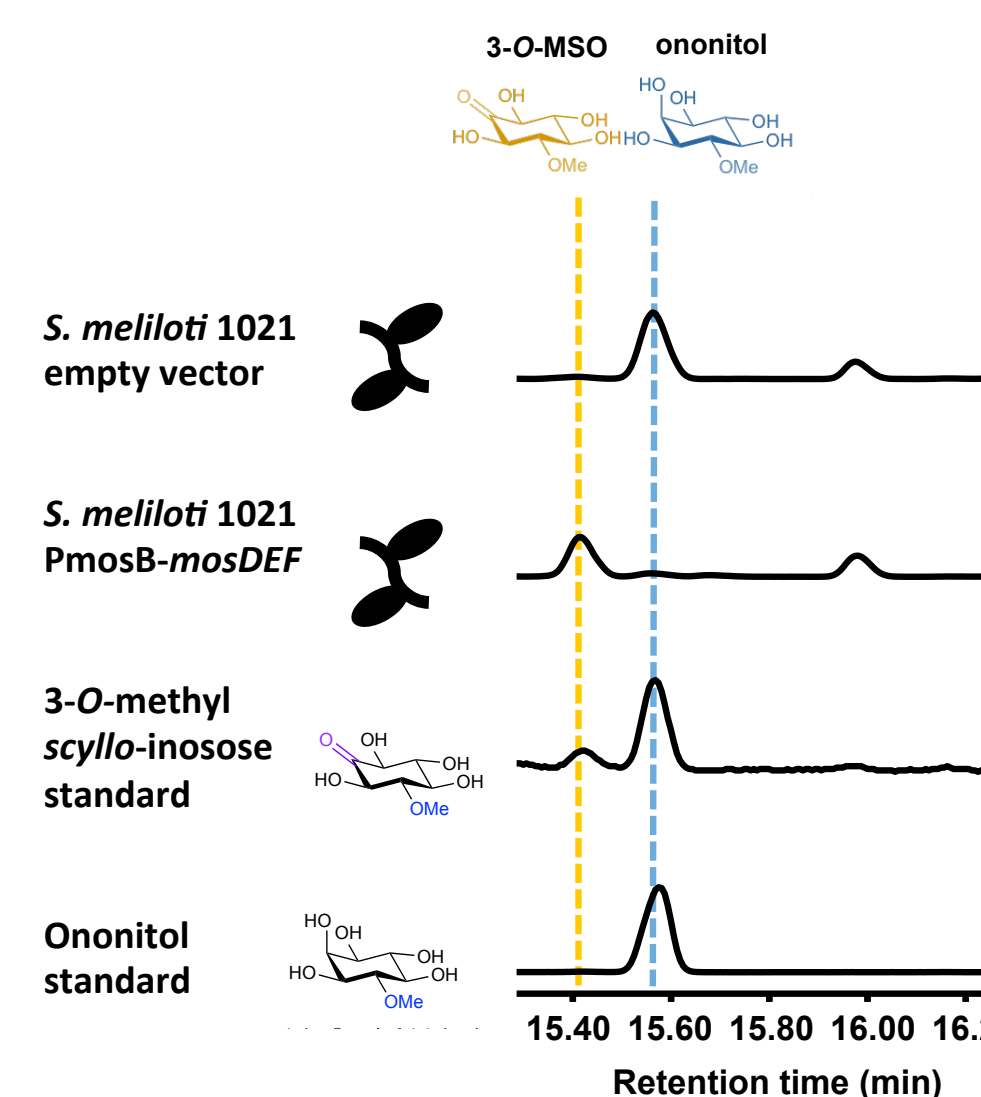 3-O-MSO ononitol
O OH HO OH OH OMe
HO OH HO OH OH OMe
S. meliloti 1021
empty vector
S. meliloti 1021
PmosB-mosDEF
3-O-methyl
scyllo-inosose
standard
O OH HO OH OH OMe
Ononitol
standard
HO OH HO OH OH OMe
15.40 15.60 15.80 16.00
Retention time (min)